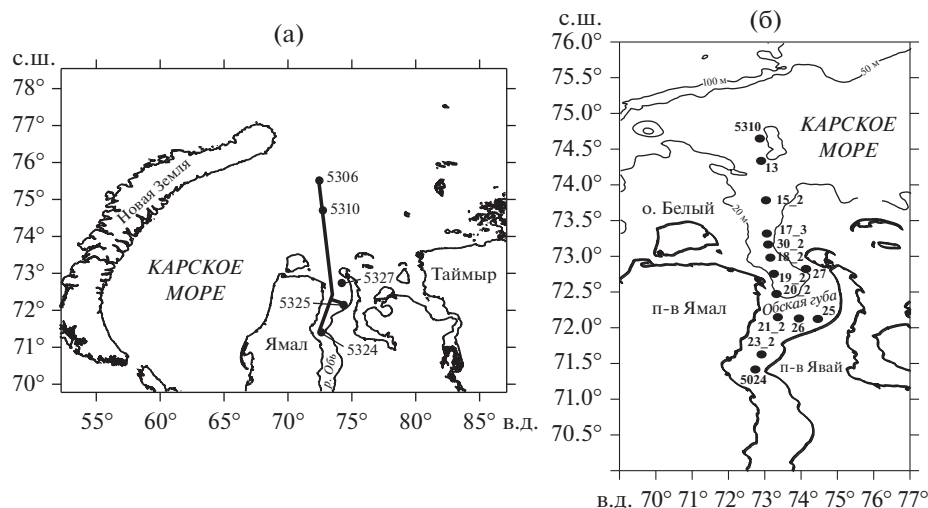 (а)
с.ш.
78°
77°
76°
75°
74°
73°
72°
71°
70°
Новая Земля
КАРСКОЕ
МОРЕ
5306
5310
5327
5325
5324
Таймыр
Ямал
р. Обь
55°
60°
65°
70°
75°
80°
85°
в.д.
(б)
с.ш.
76.0°
75.5°
75.0°
74.5°
74.0°
73.5°
73.0°
72.5°
72.0°
71.5°
71.0°
70.5°
100 м
50 м
5310
КАРСКОЕ
МОРЕ
13
20 м
15_2
о. Белый
17_3
30_2
18_2
19_2
27
20_2
п-в Ямал
Обская губа
21_2
26
25
23_2
п-в Явай
5024
в.д. 70° 71° 72° 73° 74° 75° 76° 77°